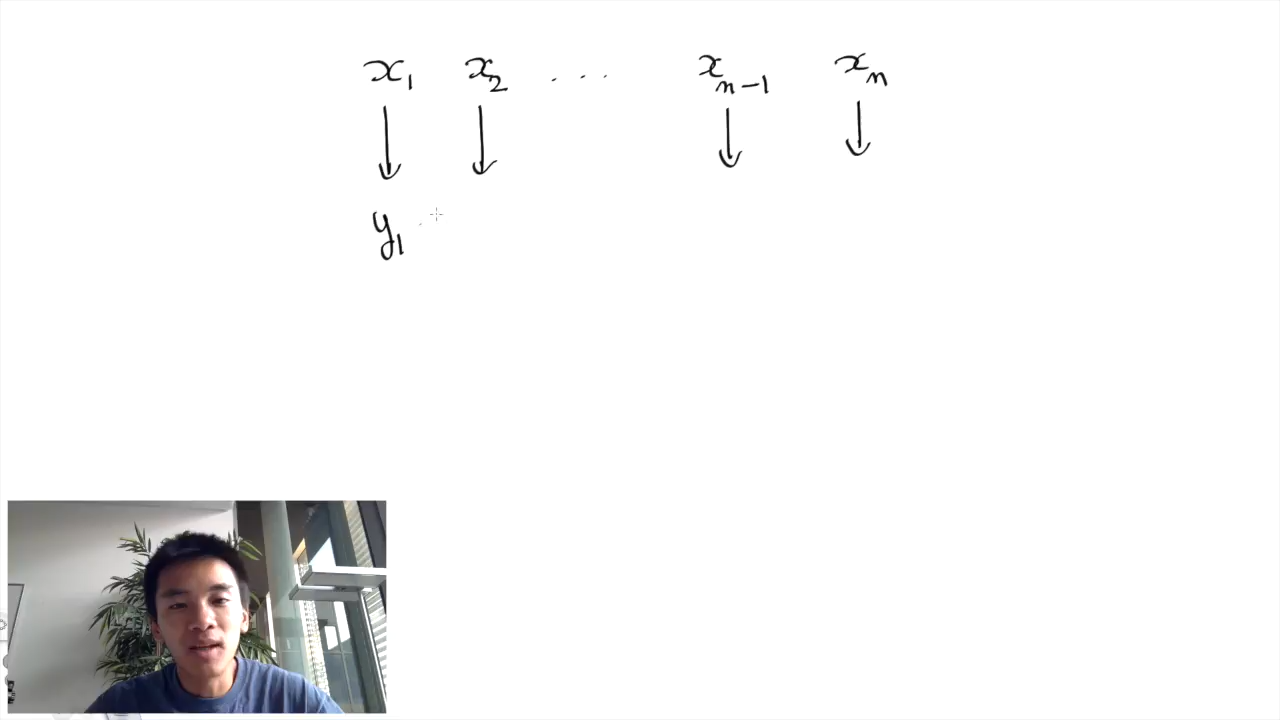 x₁ x₂ ... xₙ₋₁ xₙ
↓ ↓ ↓ ↓
y₁